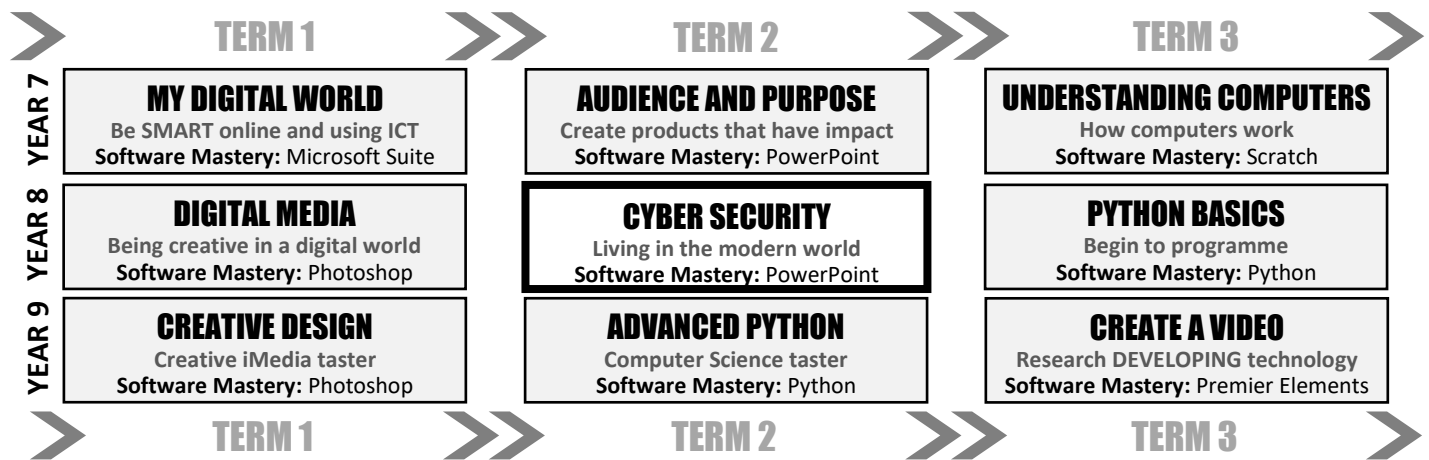 TERM 1
TERM 2
TERM 3
YEAR 7
MY DIGITAL WORLD
Be SMART online and using ICT
Software Mastery: Microsoft Suite
AUDIENCE AND PURPOSE
Create products that have impact
Software Mastery: PowerPoint
UNDERSTANDING COMPUTERS
How computers work
Software Mastery: Scratch
YEAR 8
DIGITAL MEDIA
Being creative in a digital world
Software Mastery: Photoshop
CYBER SECURITY
Living in the modern world
Software Mastery: PowerPoint
PYTHON BASICS
Begin to programme
Software Mastery: Python
YEAR 9
CREATIVE DESIGN
Creative iMedia taster
Software Mastery: Photoshop
ADVANCED PYTHON
Computer Science taster
Software Mastery: Python
CREATE A VIDEO
Research DEVELOPING technology
Software Mastery: Premier Elements
TERM 1
TERM 2
TERM 3